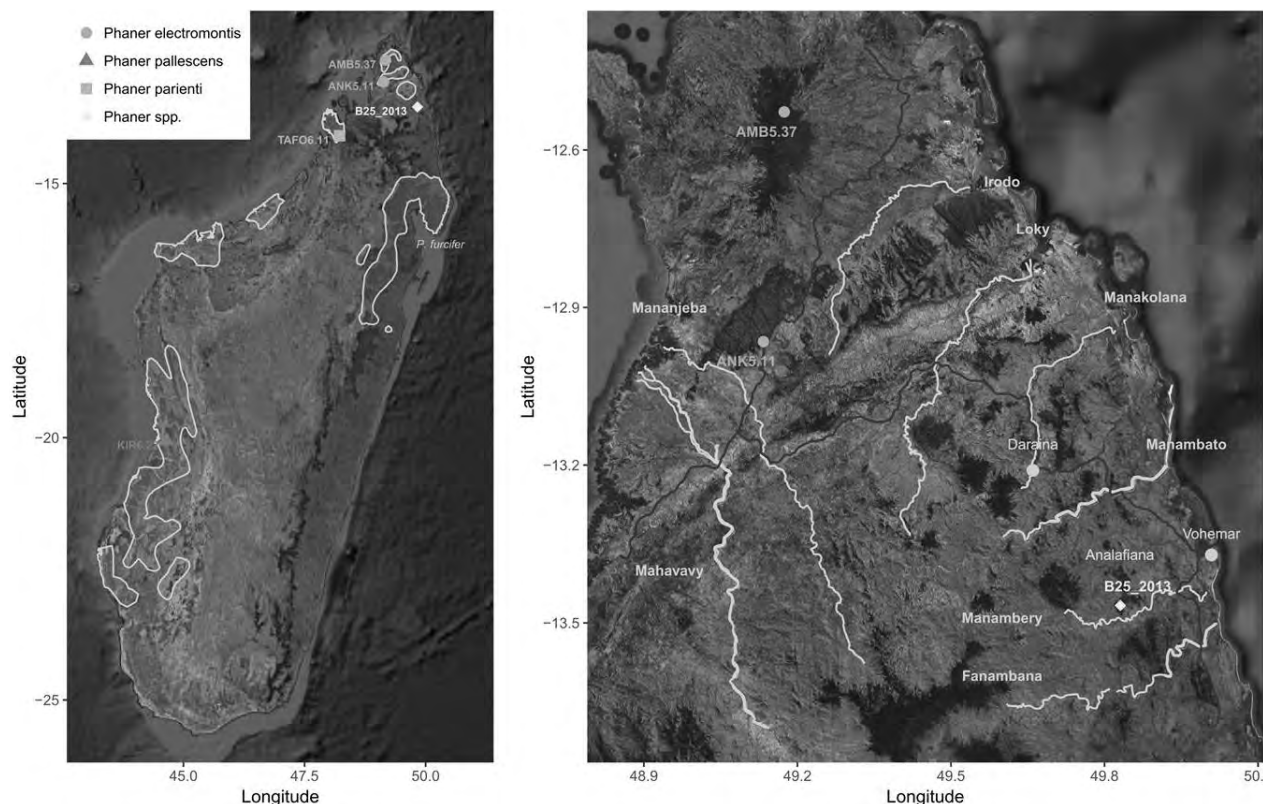 Phaner electromontis
Phaner pallescens
Phaner parienti
Phaner spp.
AMB5.37
ANK5.11
B25_2013
TAFO6.11
P. furcifer
−15
−20
−25
Latitude
45.0
47.5
50.0
Longitude
AMB5.37
Irodo
Loky
Mananjeba
Manakolana
ANK5.11
Manambato
Daraina
Vohemar
Analafiana
Mahavavy
B25_2013
Manambery
Fanambana
−12.6
−12.9
−13.2
−13.5
Latitude
48.9
49.2
49.5
49.8
50.
Longitude